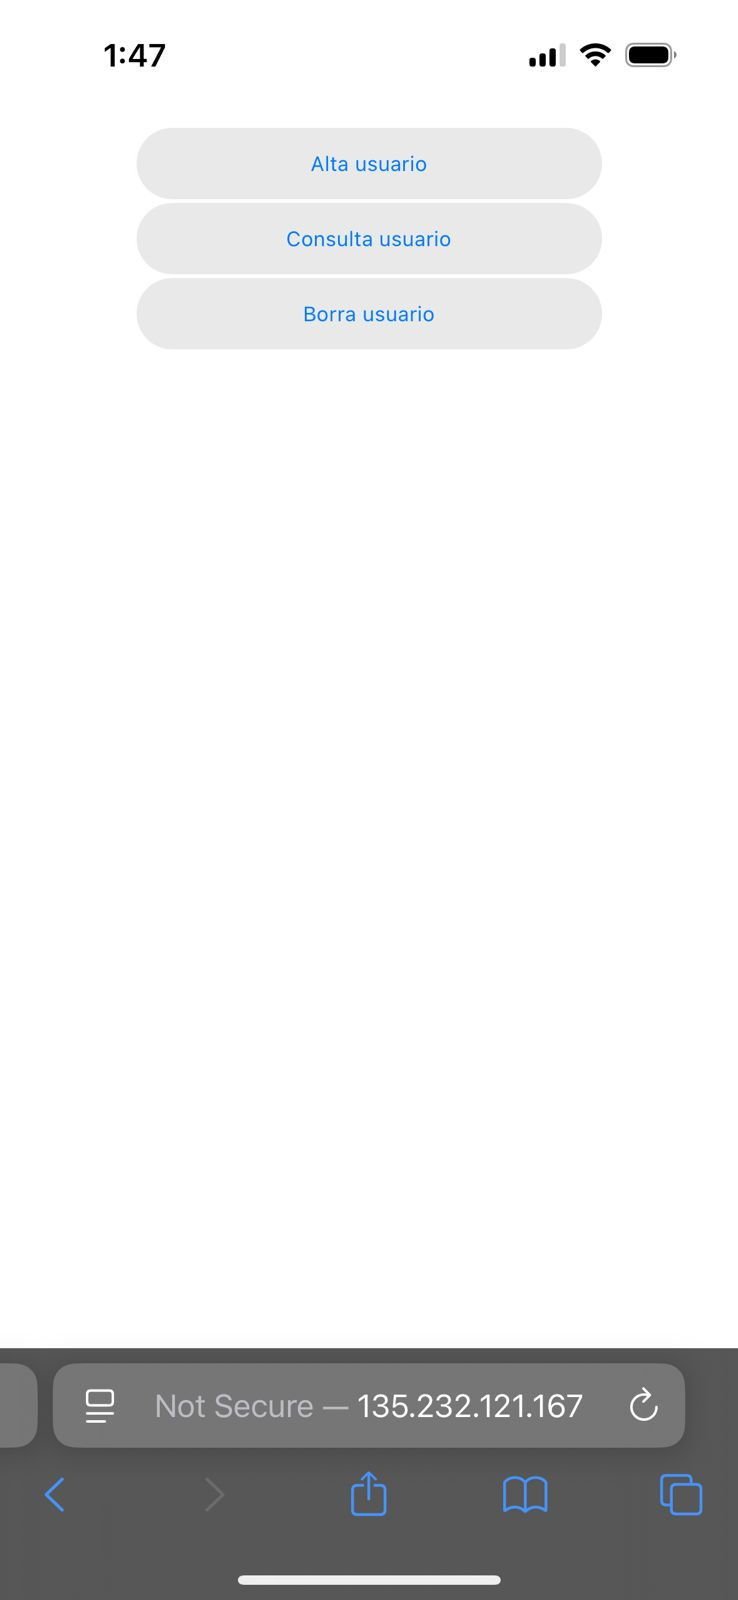 1:47
Alta usuario
Consulta usuario
Borra usuario
Not Secure — 135.232.121.167